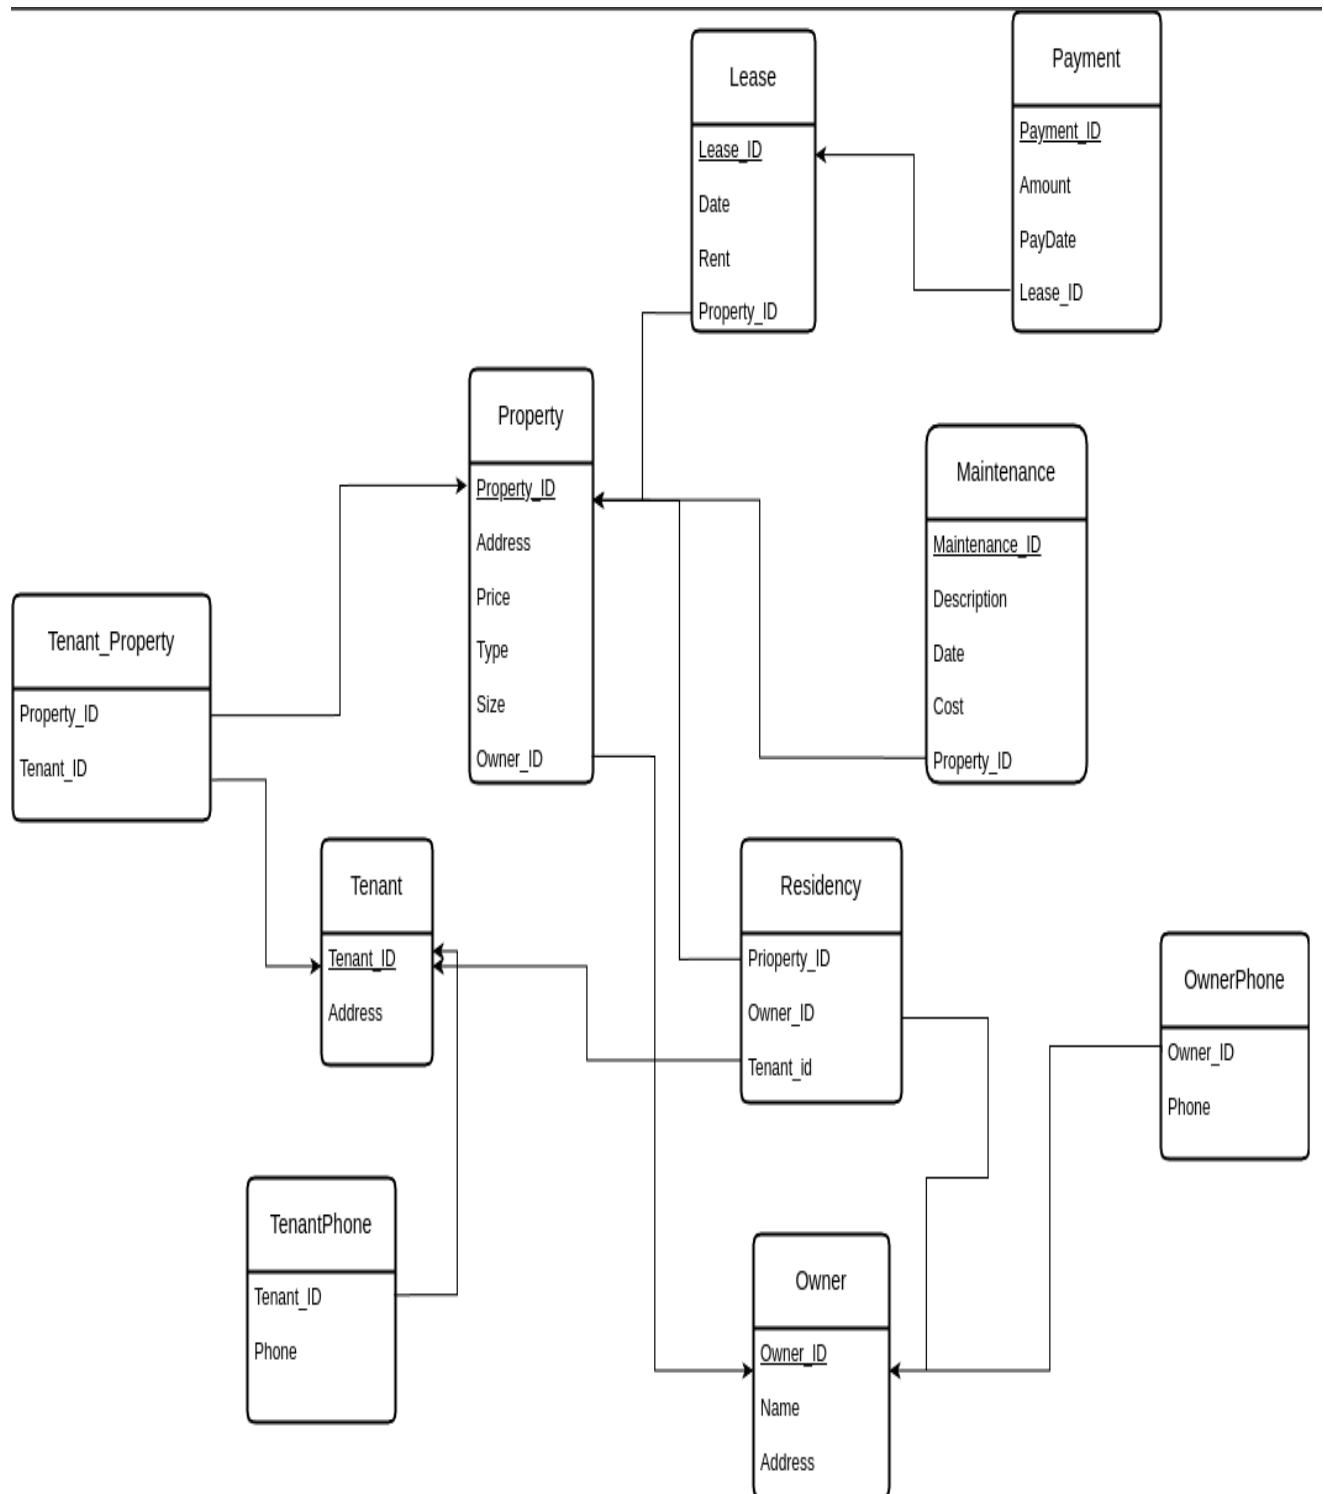 Lease
Lease_ID
Date
Rent
Property_ID
Payment
Payment_ID
Amount
PayDate
Lease_ID
Property
Property_ID
Address
Price
Type
Size
Owner_ID
Maintenance
Maintenance_ID
Description
Date
Cost
Property_ID
Tenant_Property
Property_ID
Tenant_ID
Tenant
Tenant_ID
Address
Residency
Prioperty_ID
Owner_ID
Tenant_id
OwnerPhone
Owner_ID
Phone
TenantPhone
Tenant_ID
Phone
Owner
Owner_ID
Name
Address